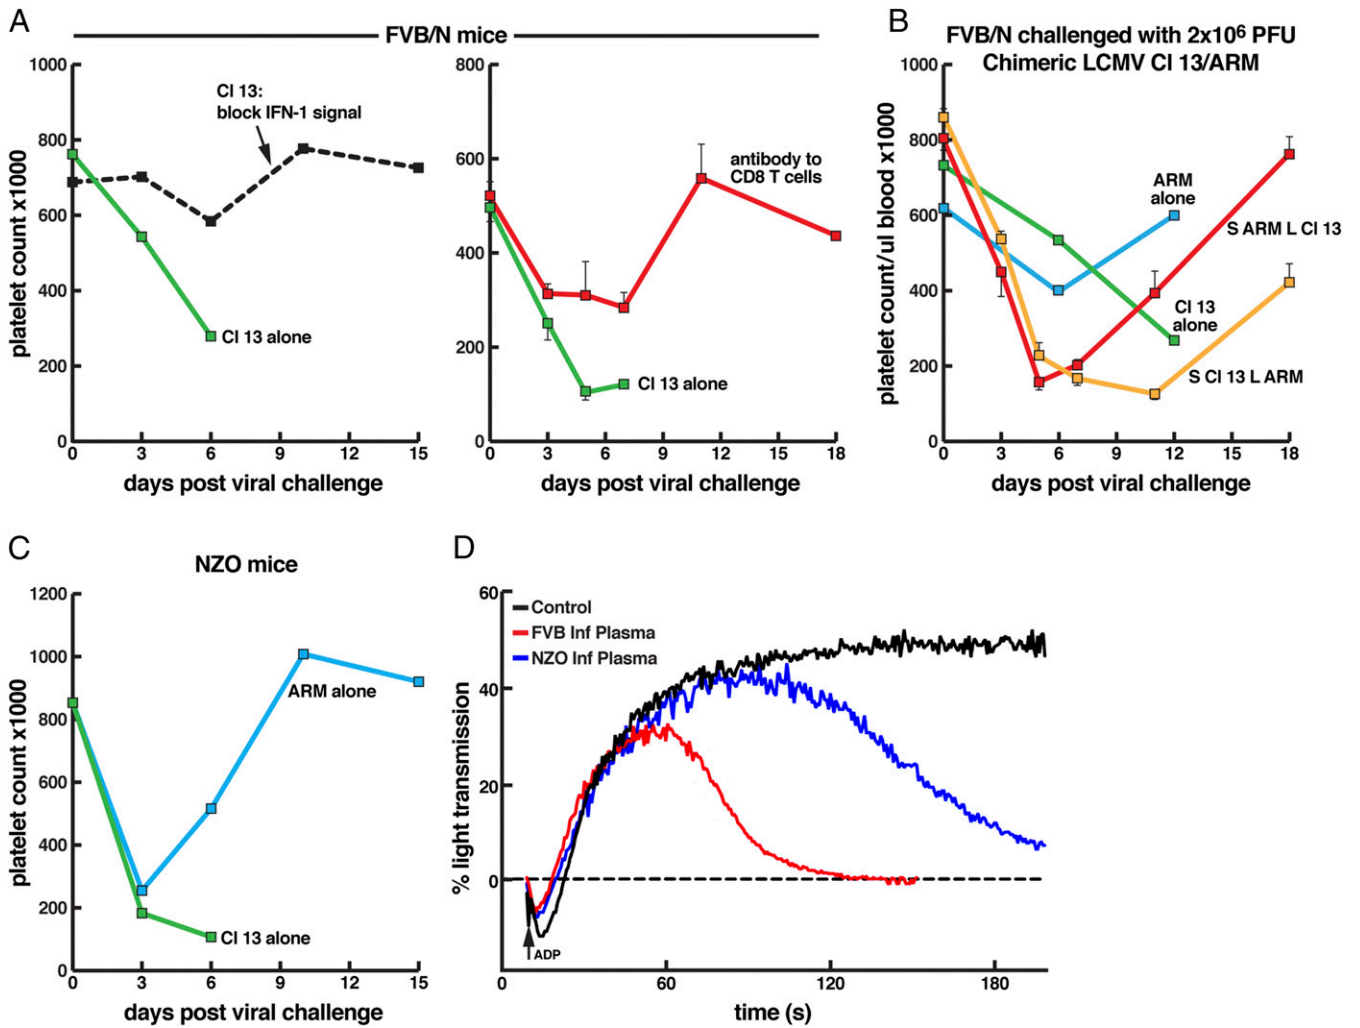 A
FVB/N mice
platelet count x1000
1000
800
600
400
200
0
0
3
6
9
12
15
days post viral challenge
Cl 13:
block IFN-1 signal
Cl 13 alone
800
600
400
200
0
0
3
6
9
12
15
18
days post viral challenge
antibody to
CD8 T cells
Cl 13 alone
B
FVB/N challenged with 2x10⁶ PFU
Chimeric LCMV Cl 13/ARM
platelet count/ul blood x1000
1000
800
600
400
200
0
0
3
6
9
12
15
18
days post viral challenge
ARM
alone
S ARM L Cl 13
Cl 13
alone
S Cl 13 L ARM
C
NZO mice
platelet count x1000
1200
1000
800
600
400
200
0
0
3
6
9
12
15
days post viral challenge
ARM alone
Cl 13 alone
D
% light transmission
60
40
20
0
Control
FVB Inf Plasma
NZO Inf Plasma
ADP
0
60
120
180
time (s)